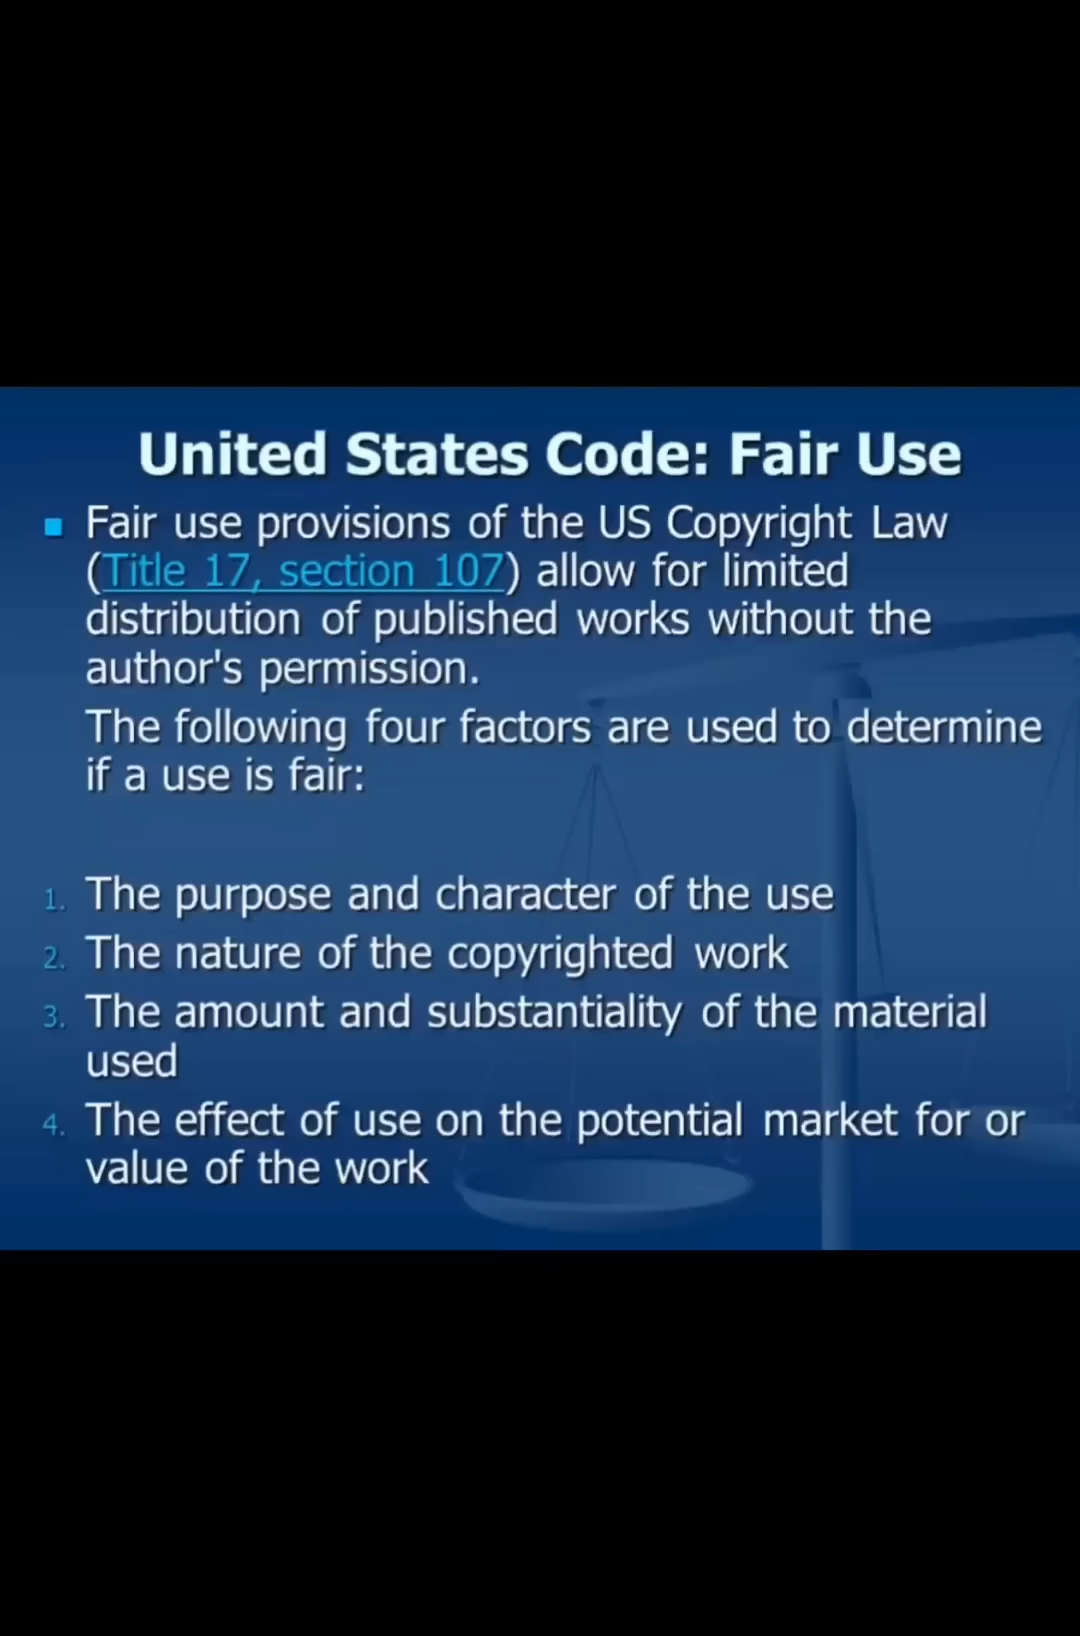 United States Code: Fair Use
Fair use provisions of the US Copyright Law
(Title 17, section 107) allow for limited
distribution of published works without the
author's permission.
The following four factors are used to determine
if a use is fair:
1. The purpose and character of the use
2. The nature of the copyrighted work
3. The amount and substantiality of the material
used
4. The effect of use on the potential market for or
value of the work